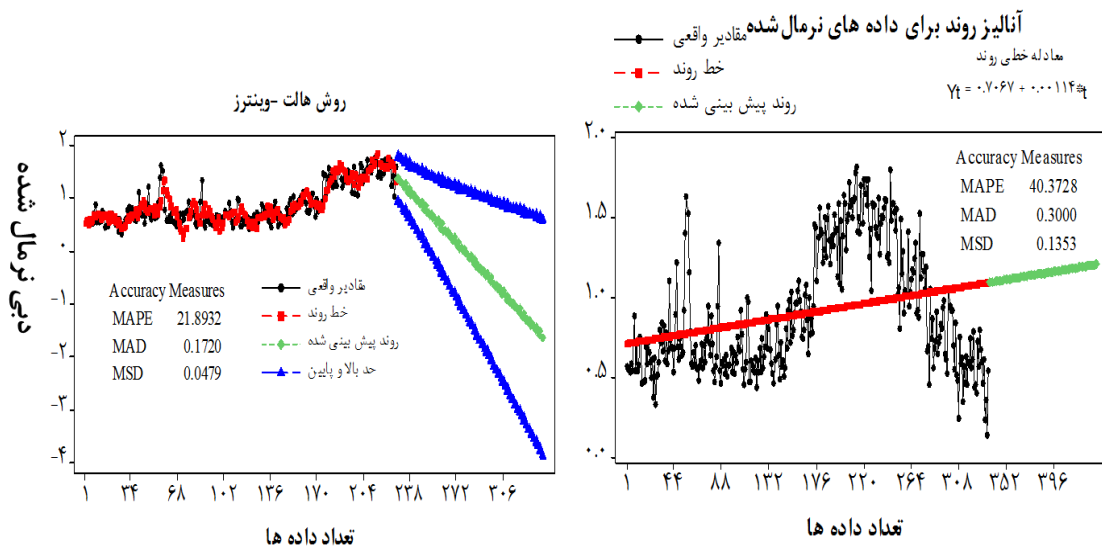 آنالیز روند برای داده های نرمال‌شده
مقادیر واقعی
خط روند
روند پیش بینی شده
معادله خطی روند
Yt = ۰.۷۰۶۷ + ۰.۰۰۱۱۴*t
Accuracy Measures
MAPE 40.3728
MAD 0.3000
MSD 0.1353
۲.۰
۱.۵
۱.۰
۰.۵
۰.۰
۱ ۴۴ ۸۸ ۱۳۲ ۱۷۶ ۲۲۰ ۲۶۴ ۳۰۸ ۳۵۲ ۳۹۶
تعداد داده ها
روش هالت -وینترز
دبی نرمال شده
۲
۱
۰
-۱
-۲
-۳
-۴
Accuracy Measures
MAPE 21.8932
MAD 0.1720
MSD 0.0479
مقادیر واقعی
خط روند
روند پیش بینی شده
حد بالا و پایین
۱ ۳۴ ۶۸ ۱۰۲ ۱۳۶ ۱۷۰ ۲۰۴ ۲۳۸ ۲۷۲ ۳۰۶
تعداد داده ها